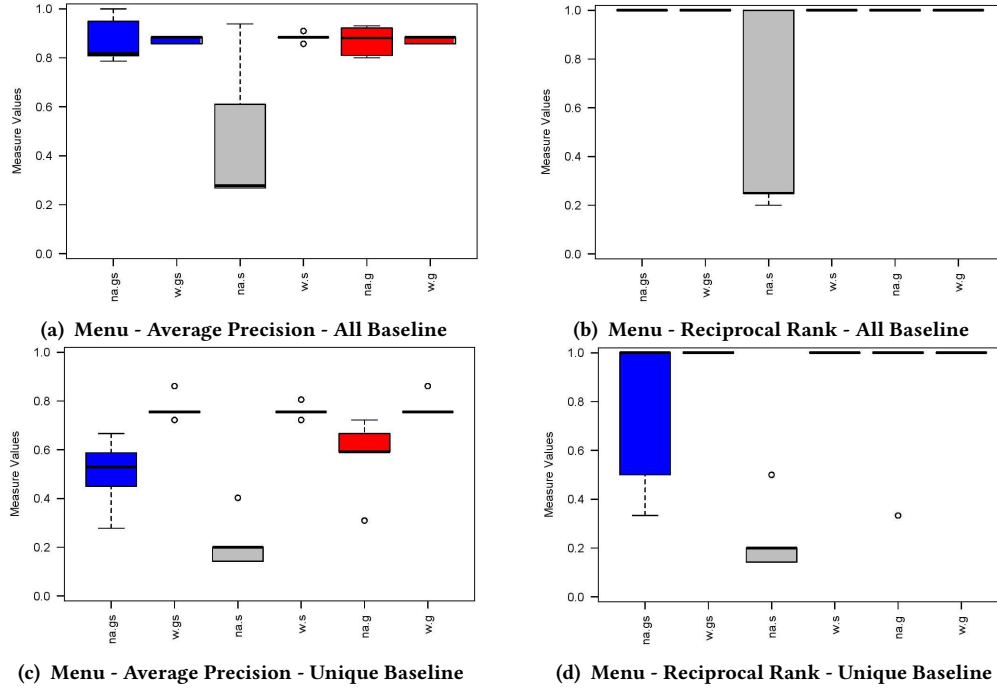 1.0
0.8
0.6
0.4
0.2
0.0
Measure Values
na.gs
w.gs
na.s
w.s
na.g
w.g
(a) Menu - Average Precision - All Baseline
1.0
0.8
0.6
0.4
0.2
0.0
Measure Values
na.gs
w.gs
na.s
w.s
na.g
w.g
(b) Menu - Reciprocal Rank - All Baseline
1.0
0.8
0.6
0.4
0.2
0.0
Measure Values
na.gs
w.gs
na.s
w.s
na.g
w.g
(c) Menu - Average Precision - Unique Baseline
1.0
0.8
0.6
0.4
0.2
0.0
Measure Values
na.gs
w.gs
na.s
w.s
na.g
w.g
(d) Menu - Reciprocal Rank - Unique Baseline